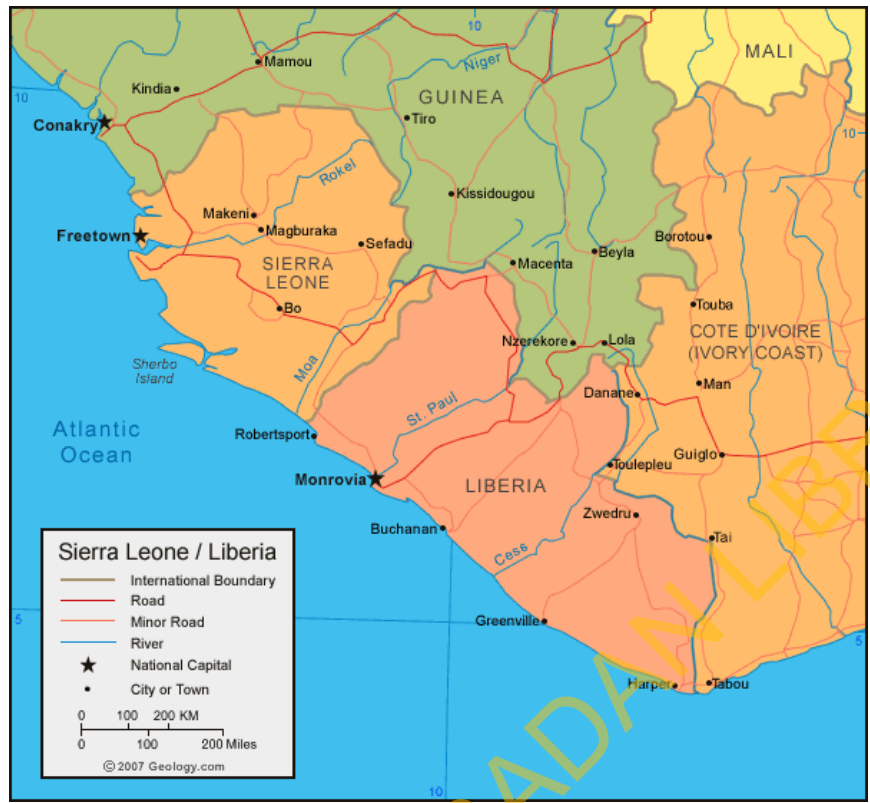 10
MALI
Mamou
Niger
Kindia
GUINEA
10
Conakry
Tiro
10
Rokel
Kissidougou
Makeni
Magburaka
Freetown
Sefadu
Borotou
Beyla
Macenta
SIERRA
LEONE
Touba
Bo
COTE D'IVOIRE
(IVORY COAST)
Nzerekore
Lola
Sherbo
Island
Moa
Man
Danane
St. Paul
Atlantic
Ocean
Robertsport
Guiglo
Toulepleu
Monrovia
LIBERIA
Zwedru
Buchanan
Tai
Cess
Sierra Leone / Liberia
International Boundary
Road
Minor Road
River
National Capital
City or Town
0 100 200 KM
0 100 200 Miles
©2007 Geology.com
5
Greenville
5
Harper
Tabou
10
ADAN LIBE